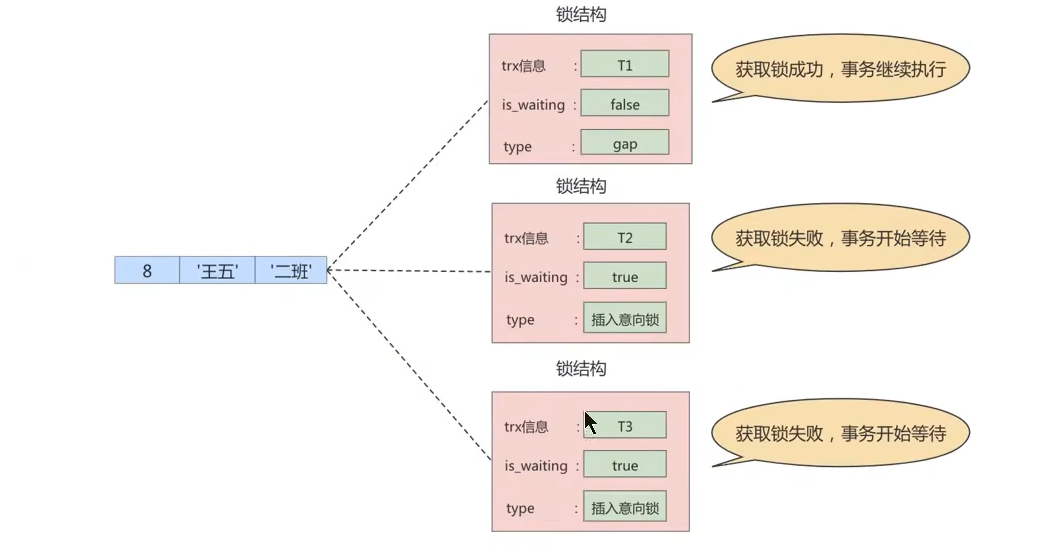 锁结构
trx信息 : T1
is_waiting : false
type : gap
获取锁成功，事务继续执行
锁结构
trx信息 : T2
is_waiting : true
type : 插入意向锁
获取锁失败，事务开始等待
8 '王五' '二班'
锁结构
trx信息 : T3
is_waiting : true
type : 插入意向锁
获取锁失败，事务开始等待